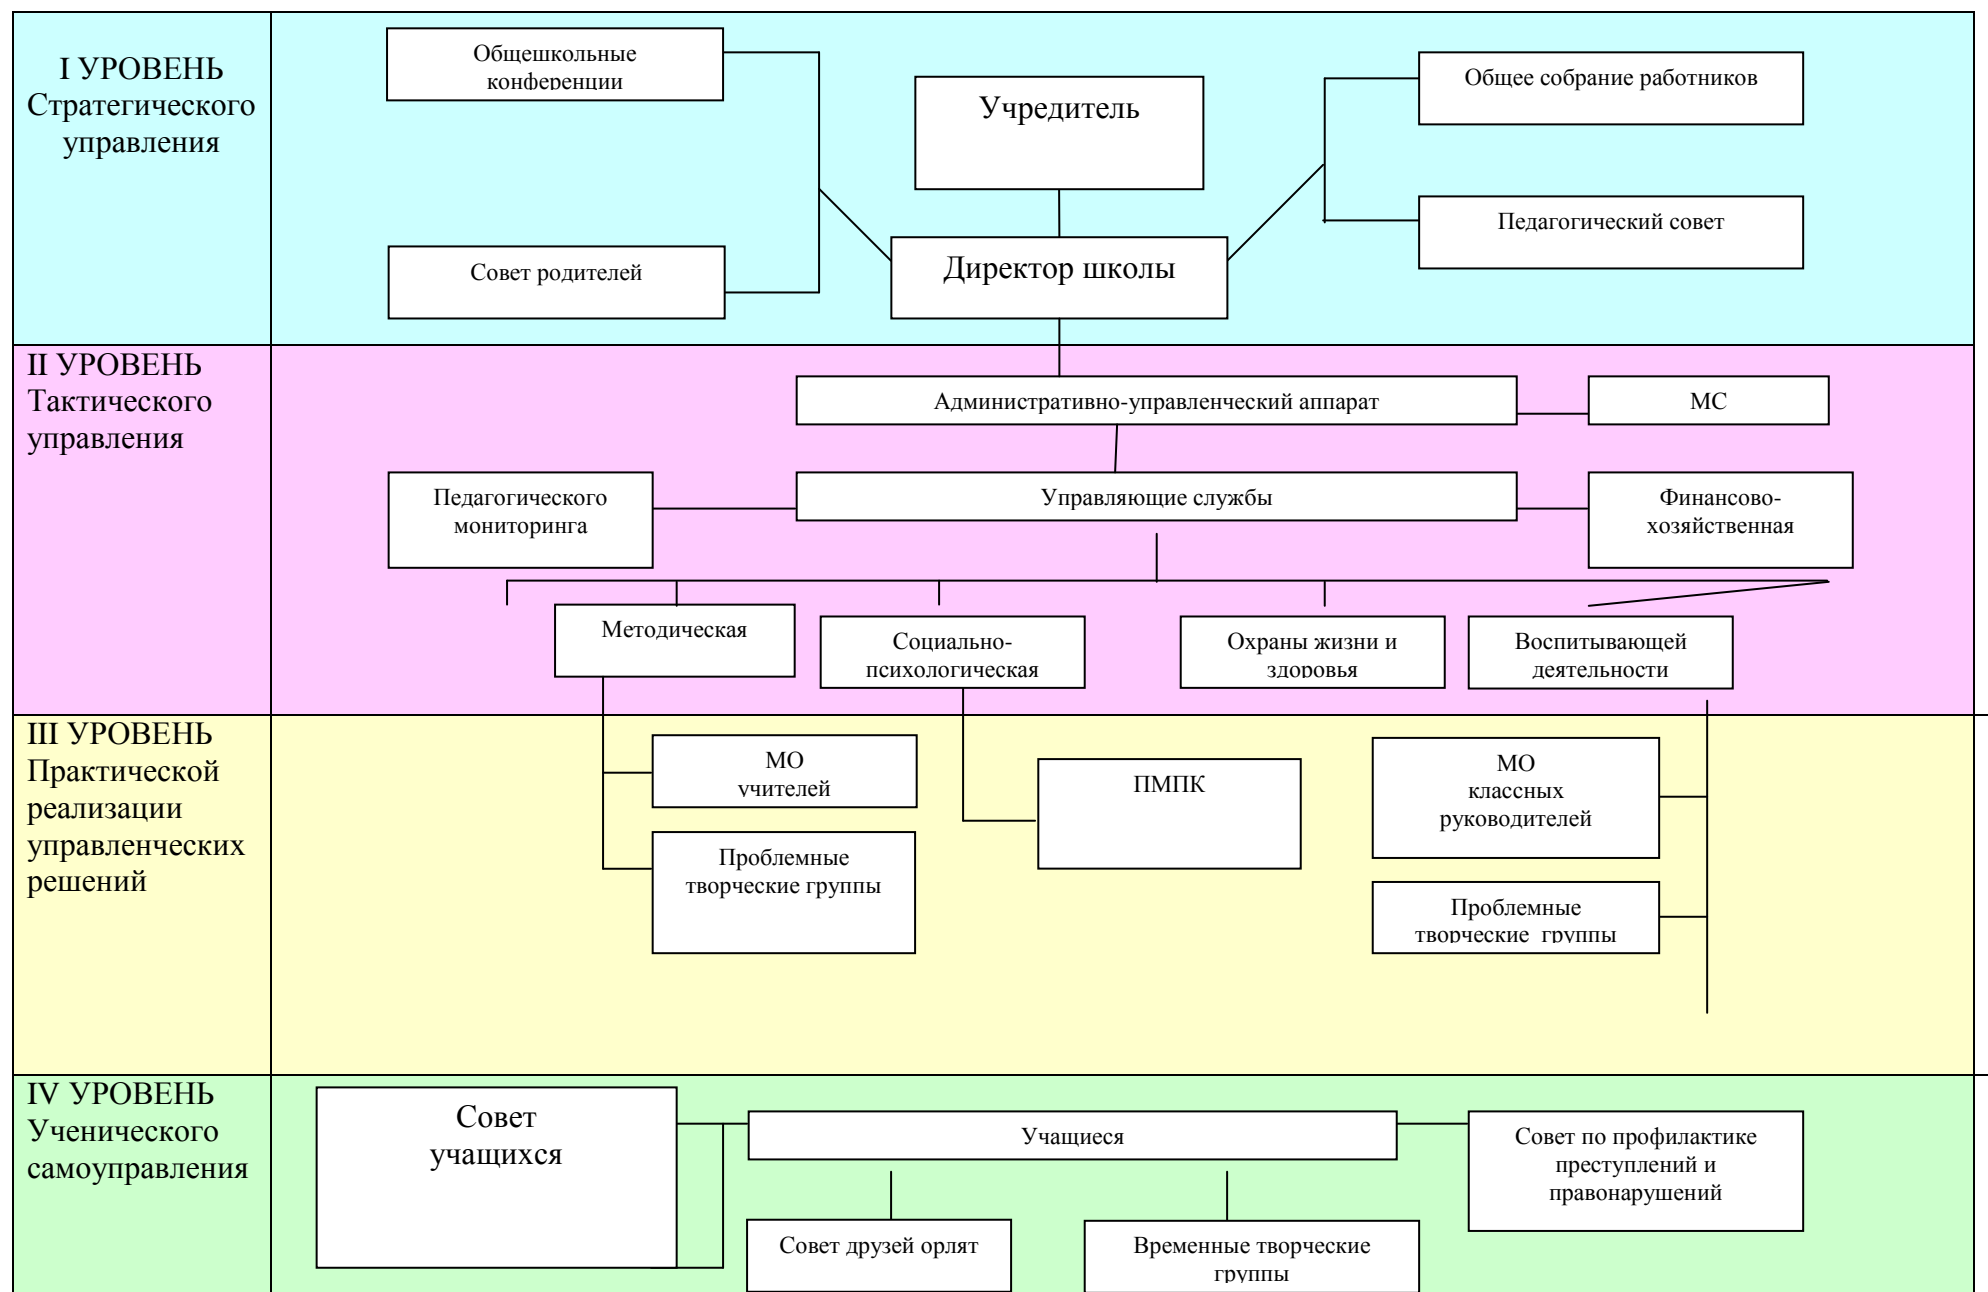 I УРОВЕНЬ
Стратегического
управления
Общешкольные
конференции
Учредитель
Общее собрание работников
Педагогический совет
Совет родителей
Директор школы
II УРОВЕНЬ
Тактического
управления
Административно-управленческий аппарат
МС
Педагогического
мониторинга
Управляющие службы
Финансово-
хозяйственная
Методическая
Социально-
психологическая
Охраны жизни и
здоровья
Воспитывающей
деятельности
III УРОВЕНЬ
Практической
реализации
управленческих
решений
МО
учителей
ПМПК
МО
классных
руководителей
Проблемные
творческие группы
Проблемные
творческие группы
IV УРОВЕНЬ
Ученического
самоуправления
Совет
учащихся
Учащиеся
Совет по профилактике
преступлений и
правонарушений
Совет друзей орлят
Временные творческие
группы